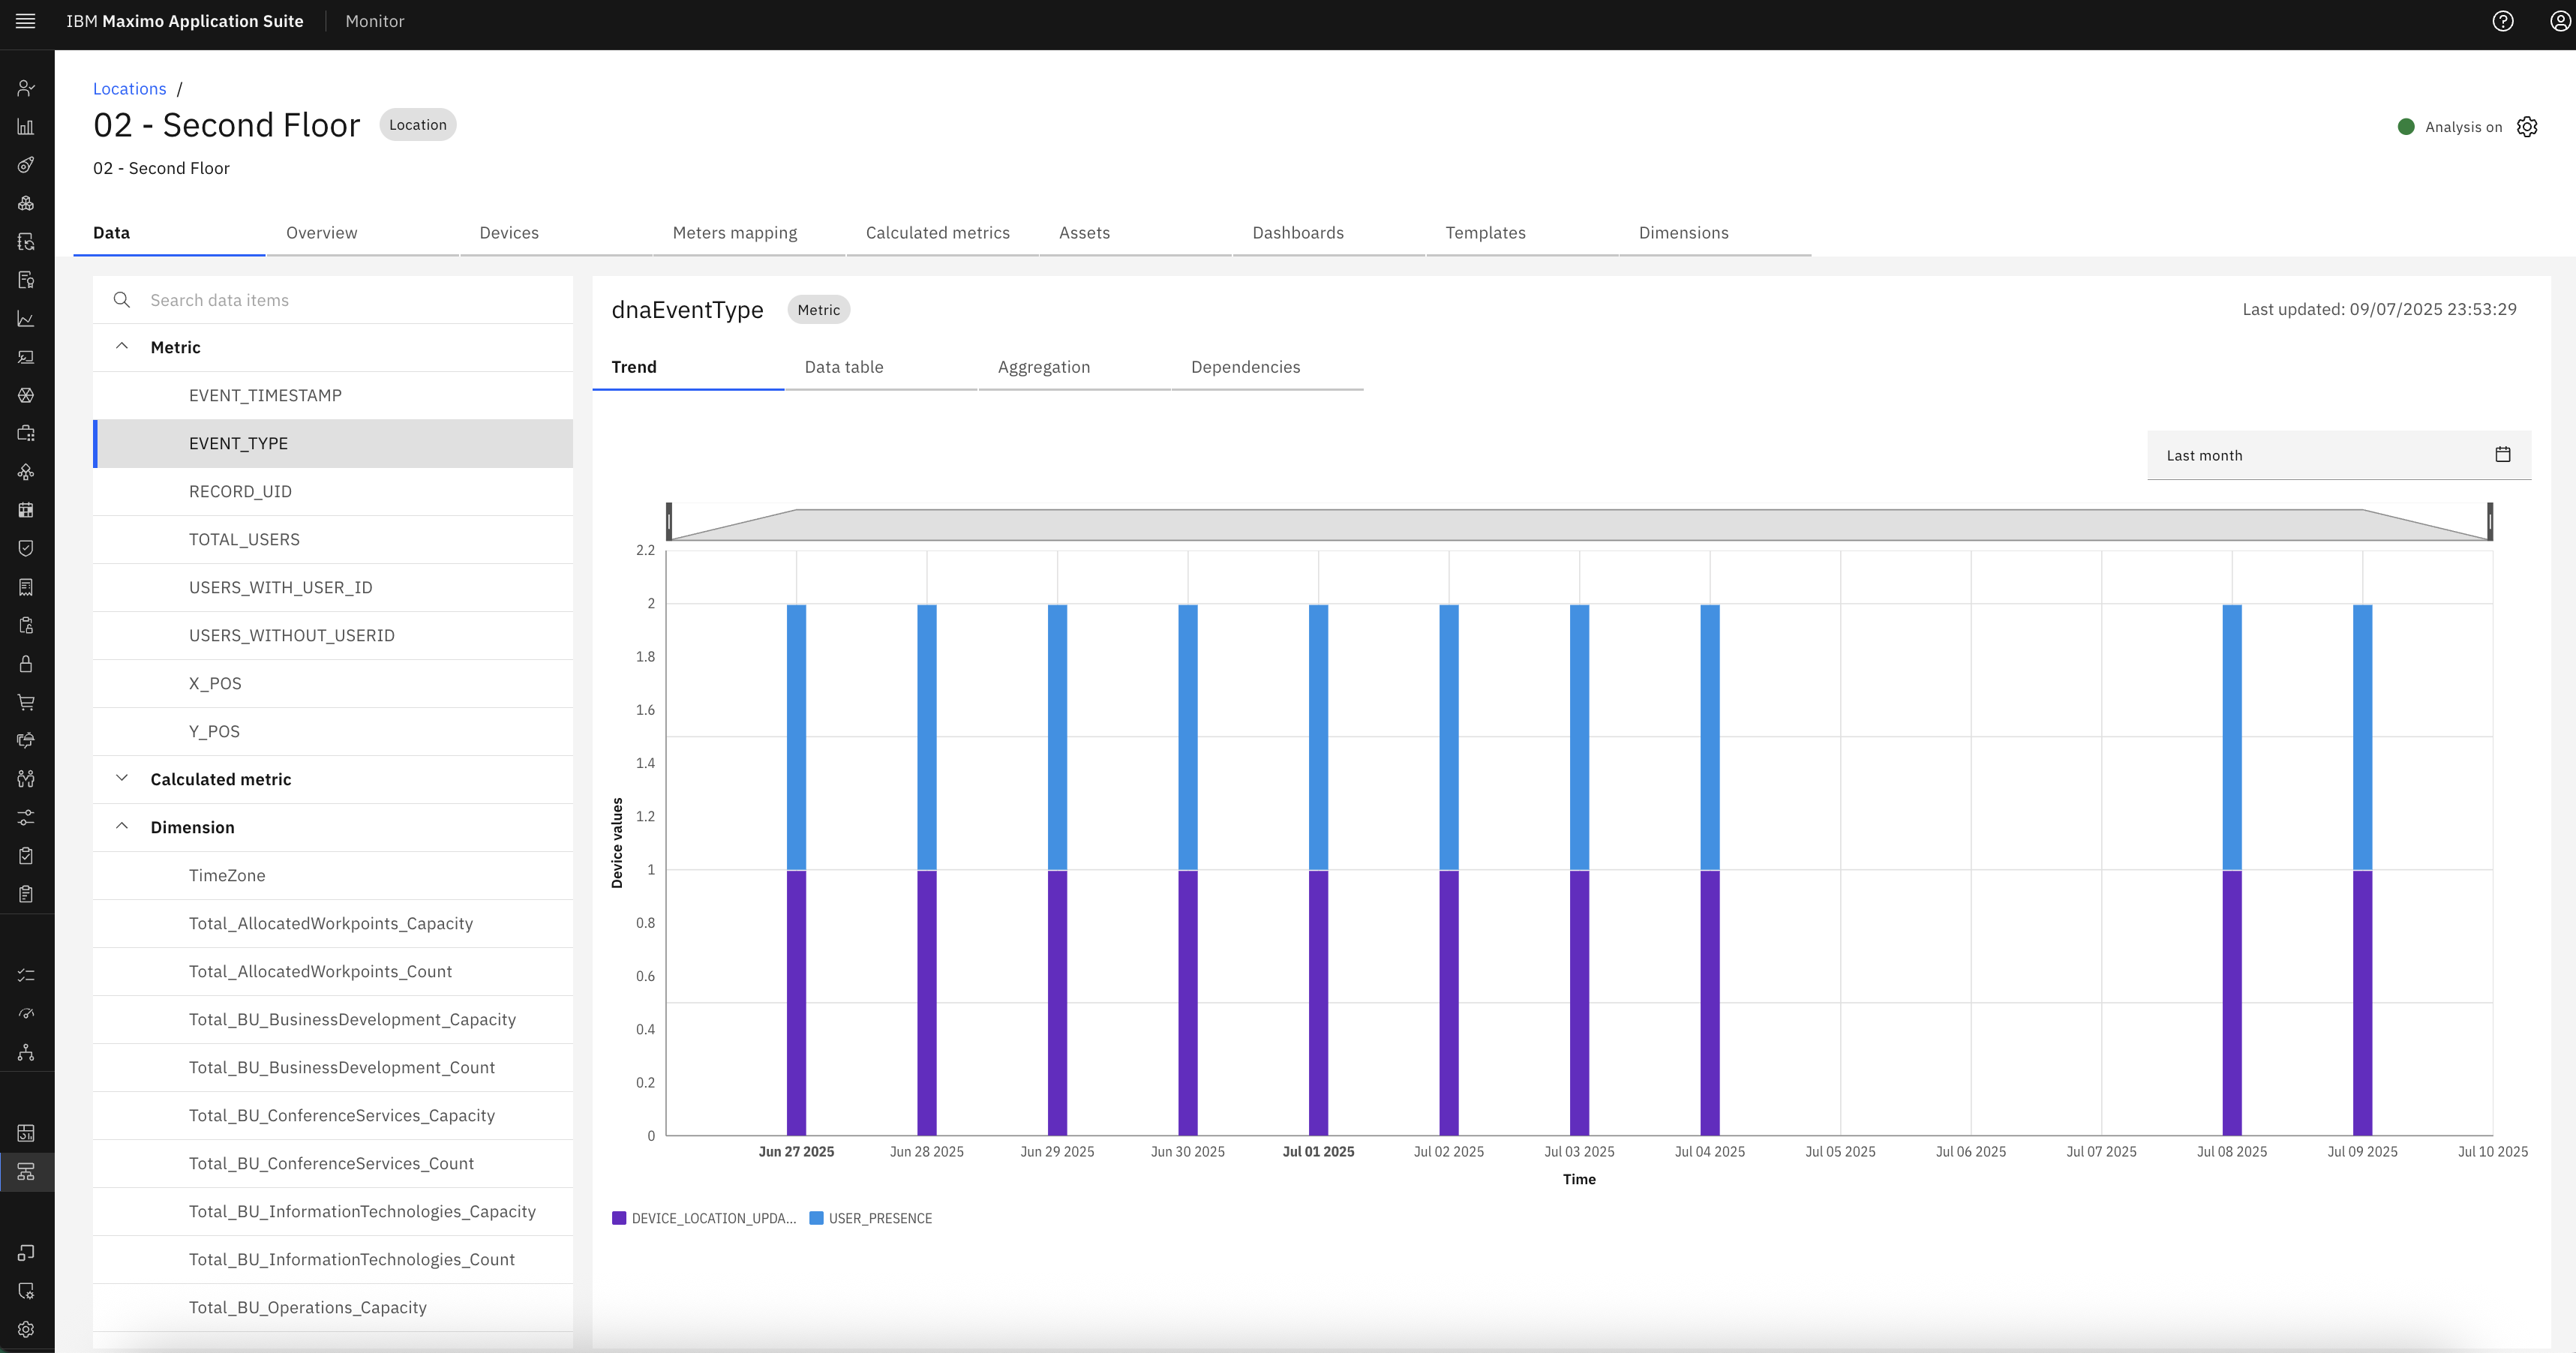 IBM Maximo Application Suite Monitor
Locations /
02 - Second Floor Location
Analysis on
02 - Second Floor
Data Overview Devices Meters mapping Calculated metrics Assets Dashboards Templates Dimensions
Search data items
Metric
EVENT_TIMESTAMP
EVENT_TYPE
RECORD_UID
TOTAL_USERS
USERS_WITH_USER_ID
USERS_WITHOUT_USERID
X_POS
Y_POS
Calculated metric
Dimension
TimeZone
Total_AllocatedWorkpoints_Capacity
Total_AllocatedWorkpoints_Count
Total_BU_BusinessDevelopment_Capacity
Total_BU_BusinessDevelopment_Count
Total_BU_ConferenceServices_Capacity
Total_BU_ConferenceServices_Count
Total_BU_InformationTechnologies_Capacity
Total_BU_InformationTechnologies_Count
Total_BU_Operations_Capacity
dnaEventType Metric
Last updated: 09/07/2025 23:53:29
Trend Data table Aggregation Dependencies
Last month
2.2
2
1.8
1.6
1.4
1.2
1
0.8
0.6
0.4
0.2
0
Device values
Jun 27 2025 Jun 28 2025 Jun 29 2025 Jun 30 2025 Jul 01 2025 Jul 02 2025 Jul 03 2025 Jul 04 2025 Jul 05 2025 Jul 06 2025 Jul 07 2025 Jul 08 2025 Jul 09 2025 Jul 10 2025
Time
DEVICE_LOCATION_UPDA... USER_PRESENCE